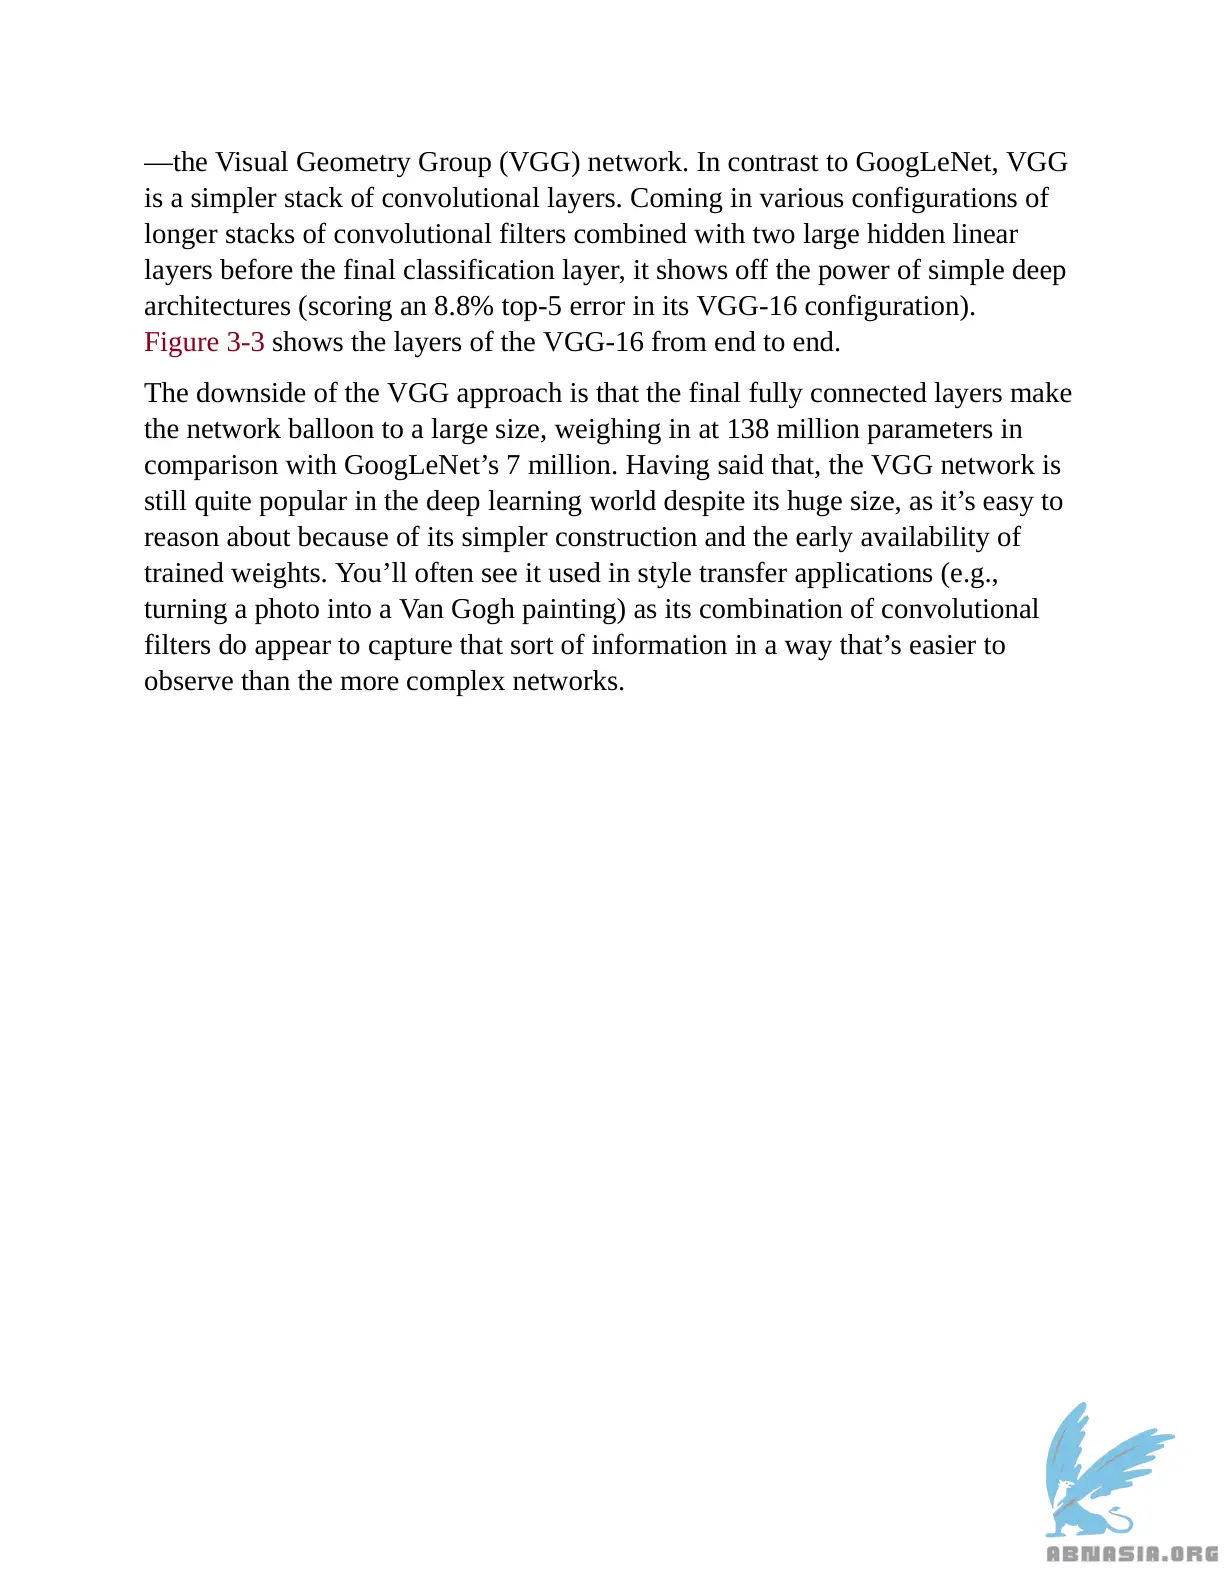 —the Visual Geometry Group (VGG) network. In contrast to GoogLeNet, VGG
is a simpler stack of convolutional layers. Coming in various configurations of
longer stacks of convolutional filters combined with two large hidden linear
layers before the final classification layer, it shows off the power of simple deep
architectures (scoring an 8.8% top-5 error in its VGG-16 configuration).
Figure 3-3 shows the layers of the VGG-16 from end to end.
The downside of the VGG approach is that the final fully connected layers make
the network balloon to a large size, weighing in at 138 million parameters in
comparison with GoogLeNet’s 7 million. Having said that, the VGG network is
still quite popular in the deep learning world despite its huge size, as it’s easy to
reason about because of its simpler construction and the early availability of
trained weights. You’ll often see it used in style transfer applications (e.g.,
turning a photo into a Van Gogh painting) as its combination of convolutional
filters do appear to capture that sort of information in a way that’s easier to
observe than the more complex networks.
ABNASIA.ORG